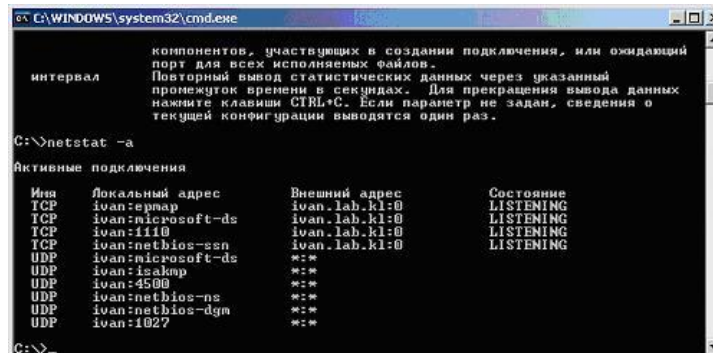 C:\WINDOWS\system32\cmd.exe
компонентов, участвующих в создании подключения, или ожидающий
порт для всех исполняемых файлов.
интервал Повторный вывод статистических данных через указанный
промежуток времени в секундах. Для прекращения вывода данных
нажмите клавиши CTRL+C. Если параметр не задан, сведения о
текущей конфигурации выводятся один раз.
C:\>netstat -a
Активные подключения
Имя Локальный адрес Внешний адрес Состояние
TCP ivan:epmap ivan.lab.kl:0 LISTENING
TCP ivan:microsoft-ds ivan.lab.kl:0 LISTENING
TCP ivan:1110 ivan.lab.kl:0 LISTENING
TCP ivan:netbios-ssn ivan.lab.kl:0 LISTENING
UDP ivan:microsoft-ds *:*
UDP ivan:isakmp *:*
UDP ivan:4500 *:*
UDP ivan:netbios-ns *:*
UDP ivan:netbios-dgm *:*
UDP ivan:1027 *:*
C:\>_